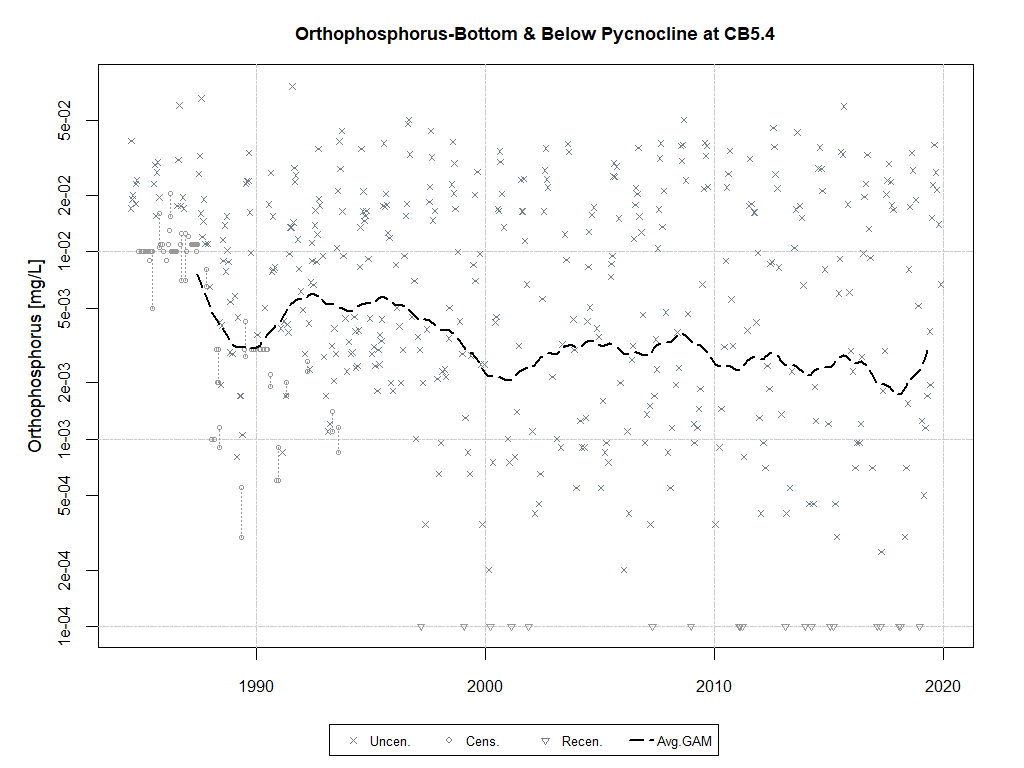 Orthophosphorus-Bottom & Below Pycnocline at CB5.4
Orthophosphorus [mg/L]
5e-02
2e-02
1e-02
5e-03
2e-03
1e-03
5e-04
2e-04
1e-04
1990 2000 2010 2020
Uncen. Cens. Recen. Avg.GAM